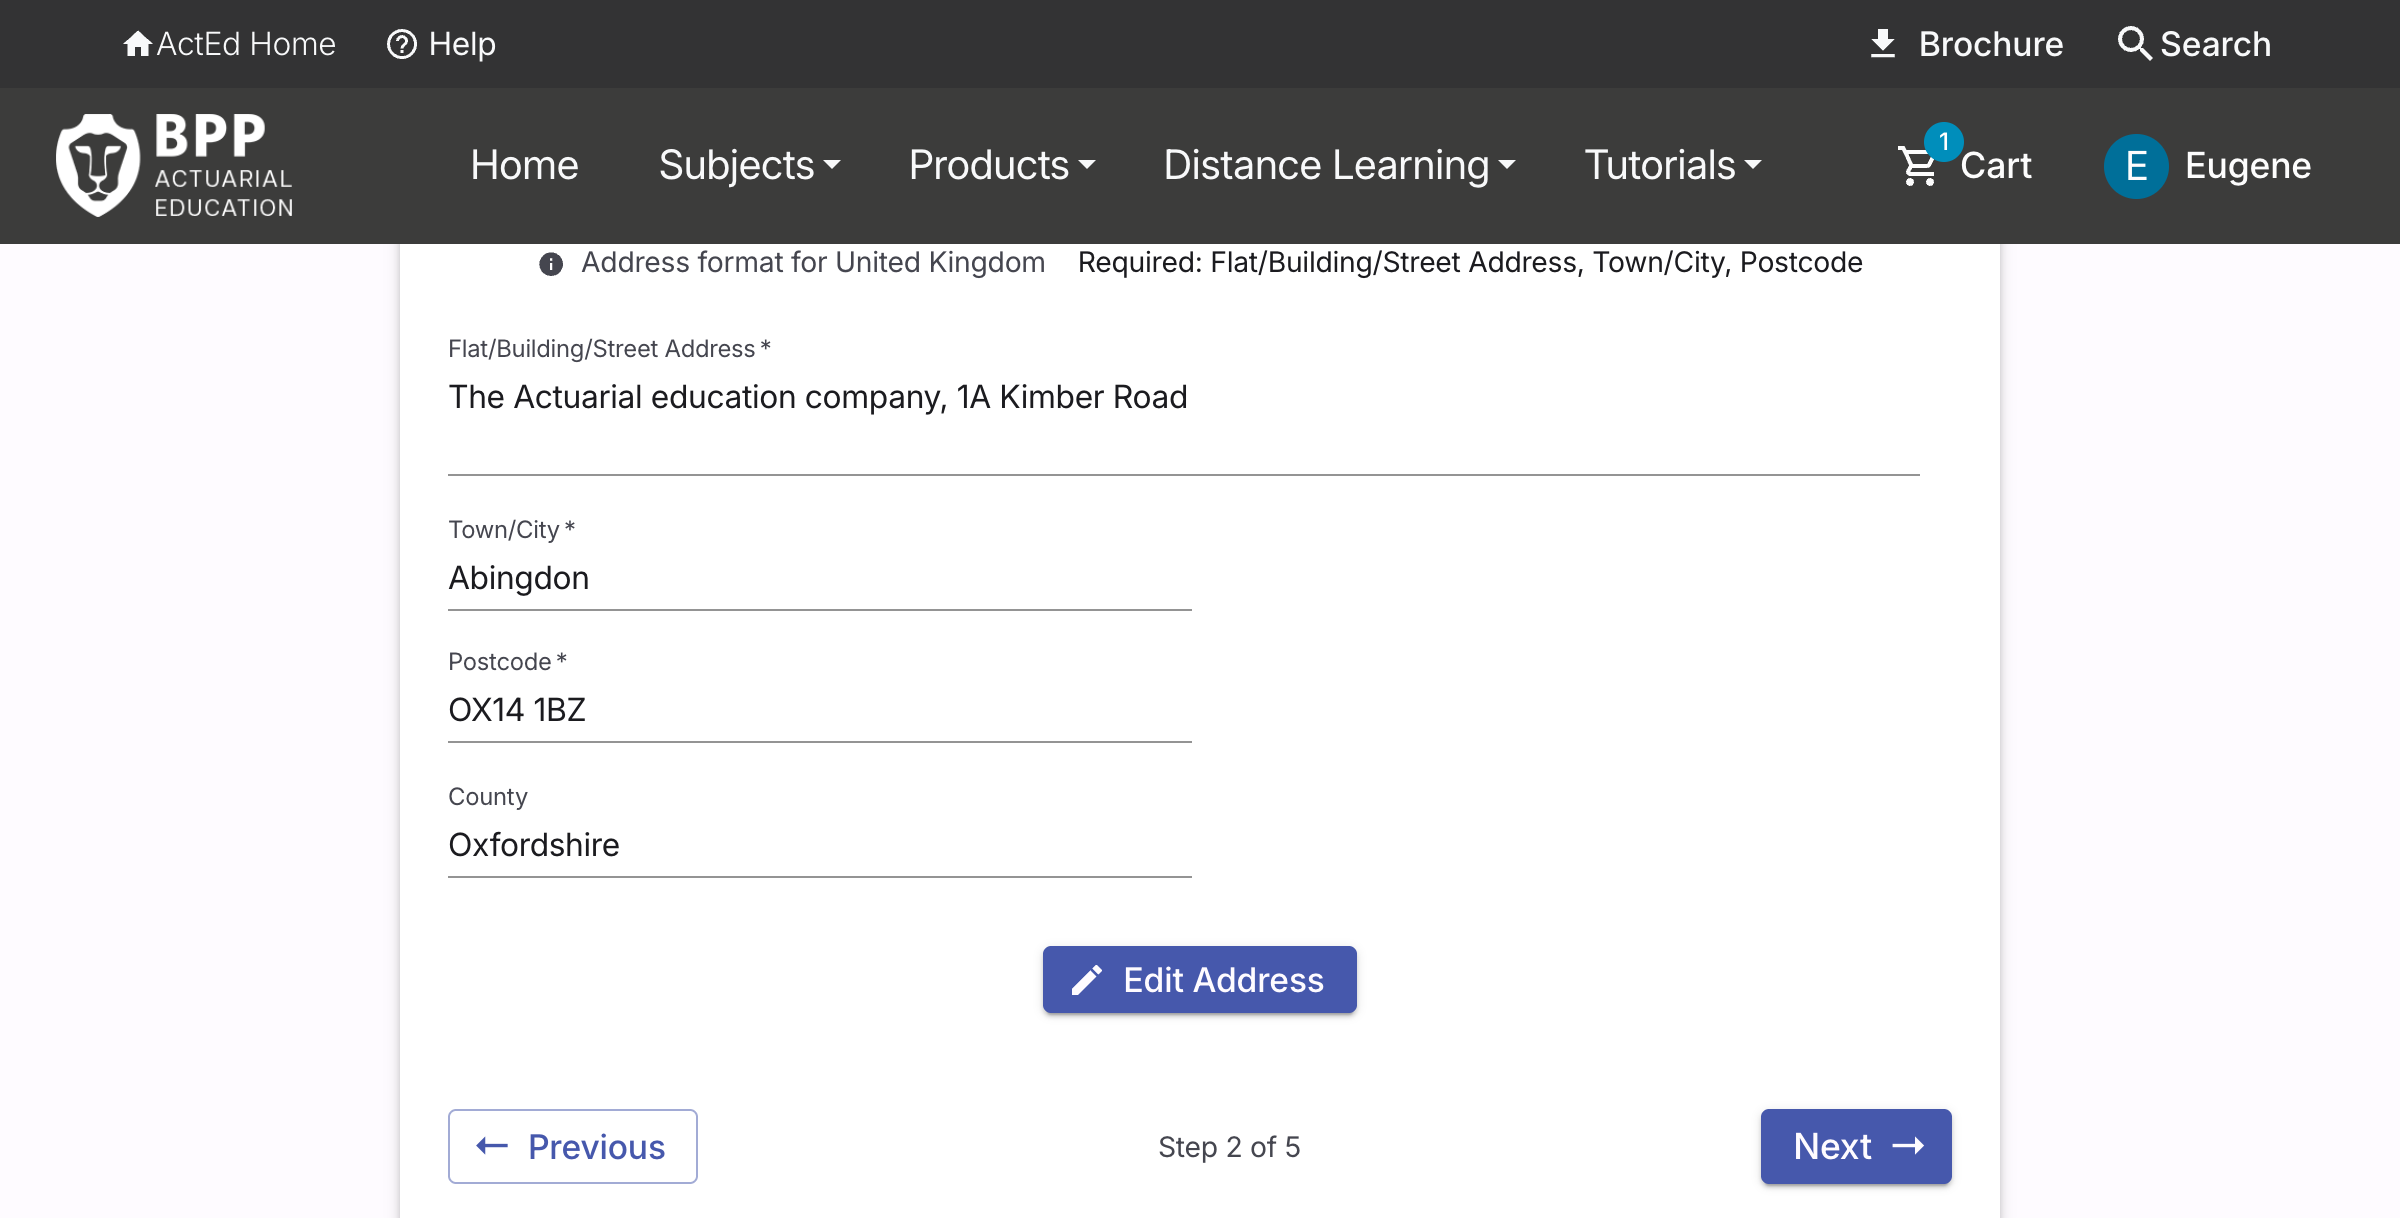 ActEd Home Help Brochure Search
BPP
ACTUARIAL
EDUCATION
Home Subjects Products Distance Learning Tutorials 1 Cart E Eugene
Address format for United Kingdom Required: Flat/Building/Street Address, Town/City, Postcode
Flat/Building/Street Address *
The Actuarial education company, 1A Kimber Road
Town/City *
Abingdon
Postcode *
OX14 1BZ
County
Oxfordshire
Edit Address
Previous Step 2 of 5 Next